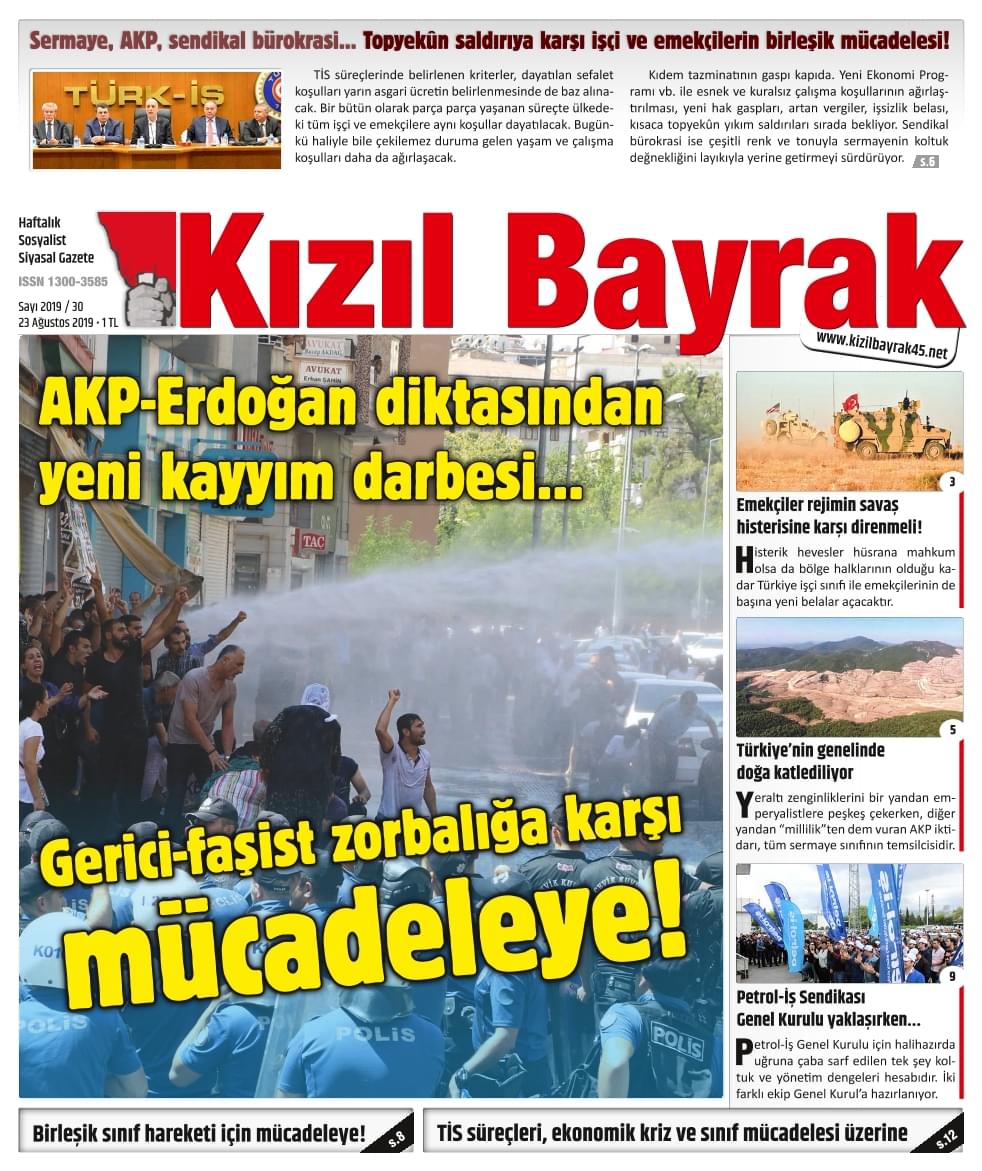 Sermaye, AKP, sendikal bürokrasi... Topyekûn saldırıya karşı işçi ve emekçilerin birleşik mücadelesi!
TÜRK-İŞ
TİS süreçlerinde belirlenen kriterler, dayatılan sefalet
koşulları yarın asgari ücretin belirlenmesinde de baz alına-
cak. Bir bütün olarak parça parça yaşanan süreçte ülkede-
ki tüm işçi ve emekçilere aynı koşullar dayatılacak. Bugün-
kü haliyle bile çekilemez duruma gelen yaşam ve çalışma
koşulları daha da ağırlaşacak.
Kıdem tazminatının gaspı kapıda. Yeni Ekonomi Prog-
ramı vb. ile esnek ve kuralsız çalışma koşullarının ağırlaş-
tırılması, yeni hak gaspları, artan vergiler, işsizlik belası,
kısaca topyekûn yıkım saldırıları sırada bekliyor. Sendikal
bürokrasi ise çeşitli renk ve tonuyla sermayenin koltuk
değnekliğini layıkıyla yerine getirmeyi sürdürüyor. s.6
Haftalık
Sosyalist
Siyasal Gazete
ISSN 1300-3585
Sayı 2019 / 30
23 Ağustos 2019 • 1 TL
Kızıl Bayrak
www.kizilbayrak45.net
AVUKAT
Recep AKDAĞ
AVUKAT
Erhan ŞAHİN
AKP-Erdoğan diktasından
yeni kayyım darbesi...
TAÇ
Gerici-faşist zorbalığa karşı
mücadeleye!
POLİS
POLİS
3
Emekçiler rejimin savaş
histerisine karşı direnmeli!
Histerik hevesler hüsrana mahkum
olsa da bölge halklarının olduğu ka-
dar Türkiye işçi sınıfı ile emekçilerinin de
başına yeni belalar açacaktır.
5
Türkiye'nin genelinde
doğa katlediliyor
Yeraltı zenginliklerini bir yandan em-
peryalistlere peşkeş çekerken, diğer
yandan “millilik”ten dem vuran AKP ikti-
darı, tüm sermaye sınıfının temsilcisidir.
9
Petrol-İş Sendikası
Genel Kurulu yaklaşırken...
Petrol-İş Genel Kurulu için halihazırda
uğruna çaba sarf edilen tek şey kol-
tuk ve yönetim dengeleri hesabıdır. İki
farklı ekip Genel Kurul’a hazırlanıyor.
Birleşik sınıf hareketi için mücadeleye! s.8
TİS süreçleri, ekonomik kriz ve sınıf mücadelesi üzerine s.12